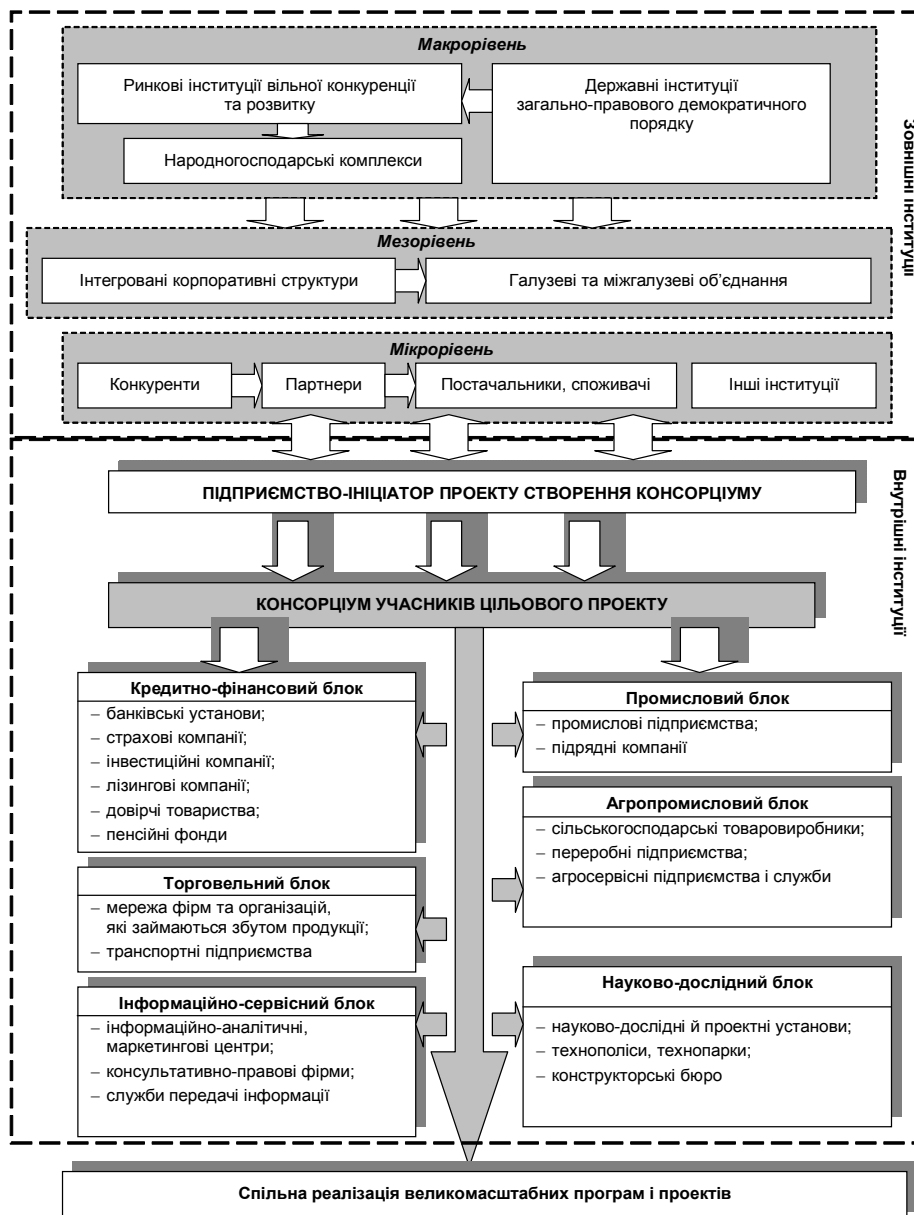 Макрорівень
Ринкові інституції вільної конкуренції
та розвитку
Державні інституції
загально-правового демократичного
порядку
Народногосподарські комплекси
Зовнішні інституції
Мезорівень
Інтегровані корпоративні структури
Галузеві та міжгалузеві об’єднання
Мікрорівень
Конкуренти
Партнери
Постачальники, споживачі
Інші інституції
Внутрішні інституції
ПІДПРИЄМСТВО-ІНІЦІАТОР ПРОЕКТУ СТВОРЕННЯ КОНСОРЦІУМУ
КОНСОРЦІУМ УЧАСНИКІВ ЦІЛЬОВОГО ПРОЕКТУ
Кредитно-фінансовий блок
– банківські установи;
– страхові компанії;
– інвестиційні компанії;
– лізингові компанії;
– довірчі товариства;
– пенсійні фонди
Промисловий блок
– промислові підприємства;
– підрядні компанії
Агропромисловий блок
– сільськогосподарські товаровиробники;
– переробні підприємства;
– агросервісні підприємства і служби
Торговельний блок
– мережа фірм та організацій,
які займаються збутом продукції;
– транспортні підприємства
Інформаційно-сервісний блок
– інформаційно-аналітичні,
маркетингові центри;
– консультативно-правові фірми;
– служби передачі інформації
Науково-дослідний блок
– науково-дослідні й проектні установи;
– технополіси, технопарки;
– конструкторські бюро
Спільна реалізація великомасштабних програм і проектів